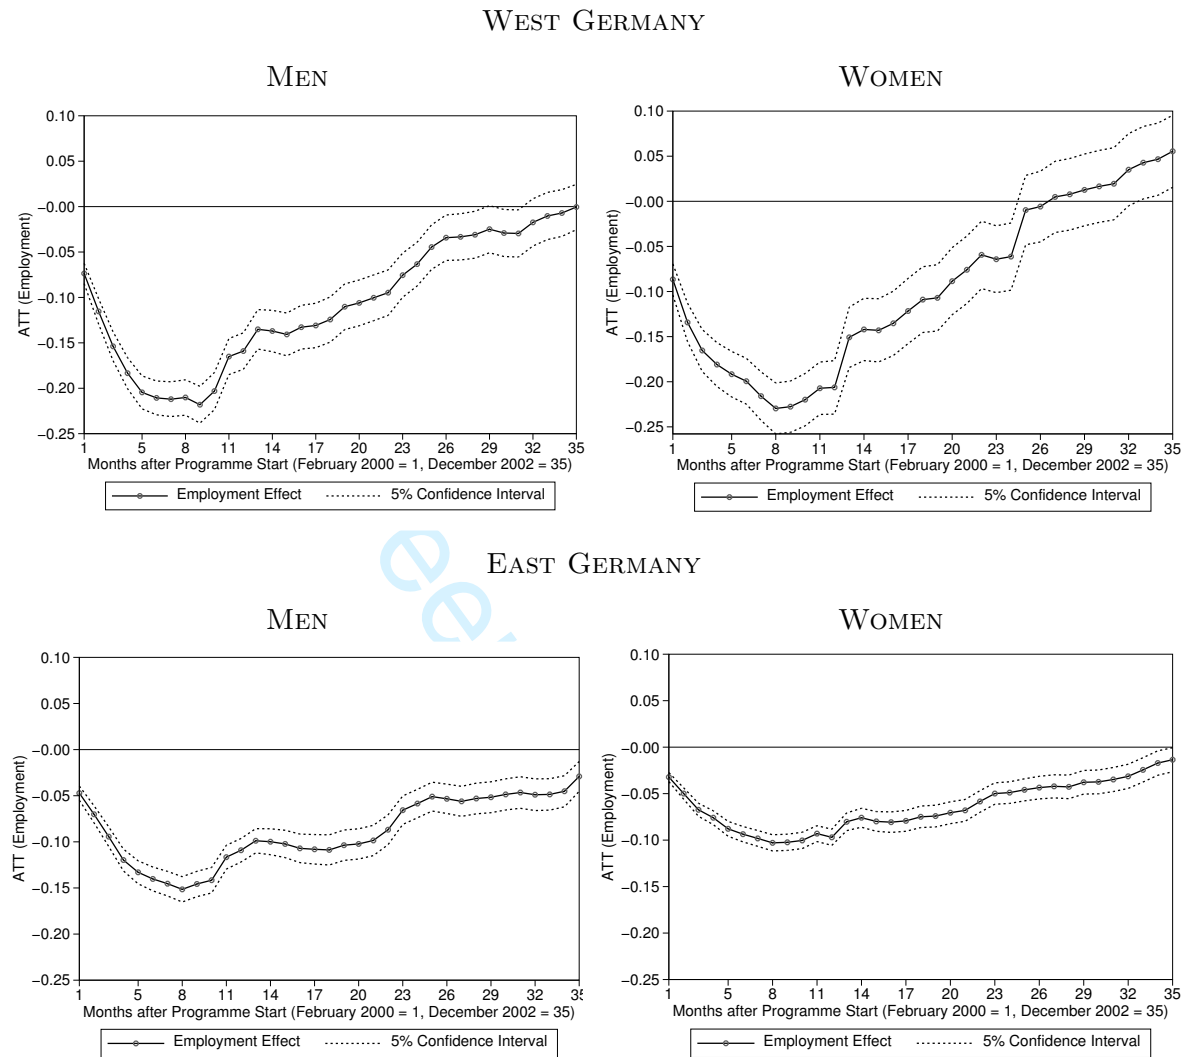 WEST GERMANY
MEN
0.10
0.05
−0.00
−0.05
−0.10
−0.15
−0.20
−0.25
ATT (Employment)
1 5 8 11 14 17 20 23 26 29 32 35
Months after Programme Start (February 2000 = 1, December 2002 = 35)
Employment Effect 5% Confidence Interval
WOMEN
0.10
0.05
−0.00
−0.05
−0.10
−0.15
−0.20
−0.25
ATT (Employment)
1 5 8 11 14 17 20 23 26 29 32 35
Months after Programme Start (February 2000 = 1, December 2002 = 35)
Employment Effect 5% Confidence Interval
EAST GERMANY
MEN
0.10
0.05
−0.00
−0.05
−0.10
−0.15
−0.20
−0.25
ATT (Employment)
1 5 8 11 14 17 20 23 26 29 32 35
Months after Programme Start (February 2000 = 1, December 2002 = 35)
Employment Effect 5% Confidence Interval
WOMEN
0.10
0.05
−0.00
−0.05
−0.10
−0.15
−0.20
−0.25
ATT (Employment)
1 5 8 11 14 17 20 23 26 29 32 35
Months after Programme Start (February 2000 = 1, December 2002 = 35)
Employment Effect 5% Confidence Interval